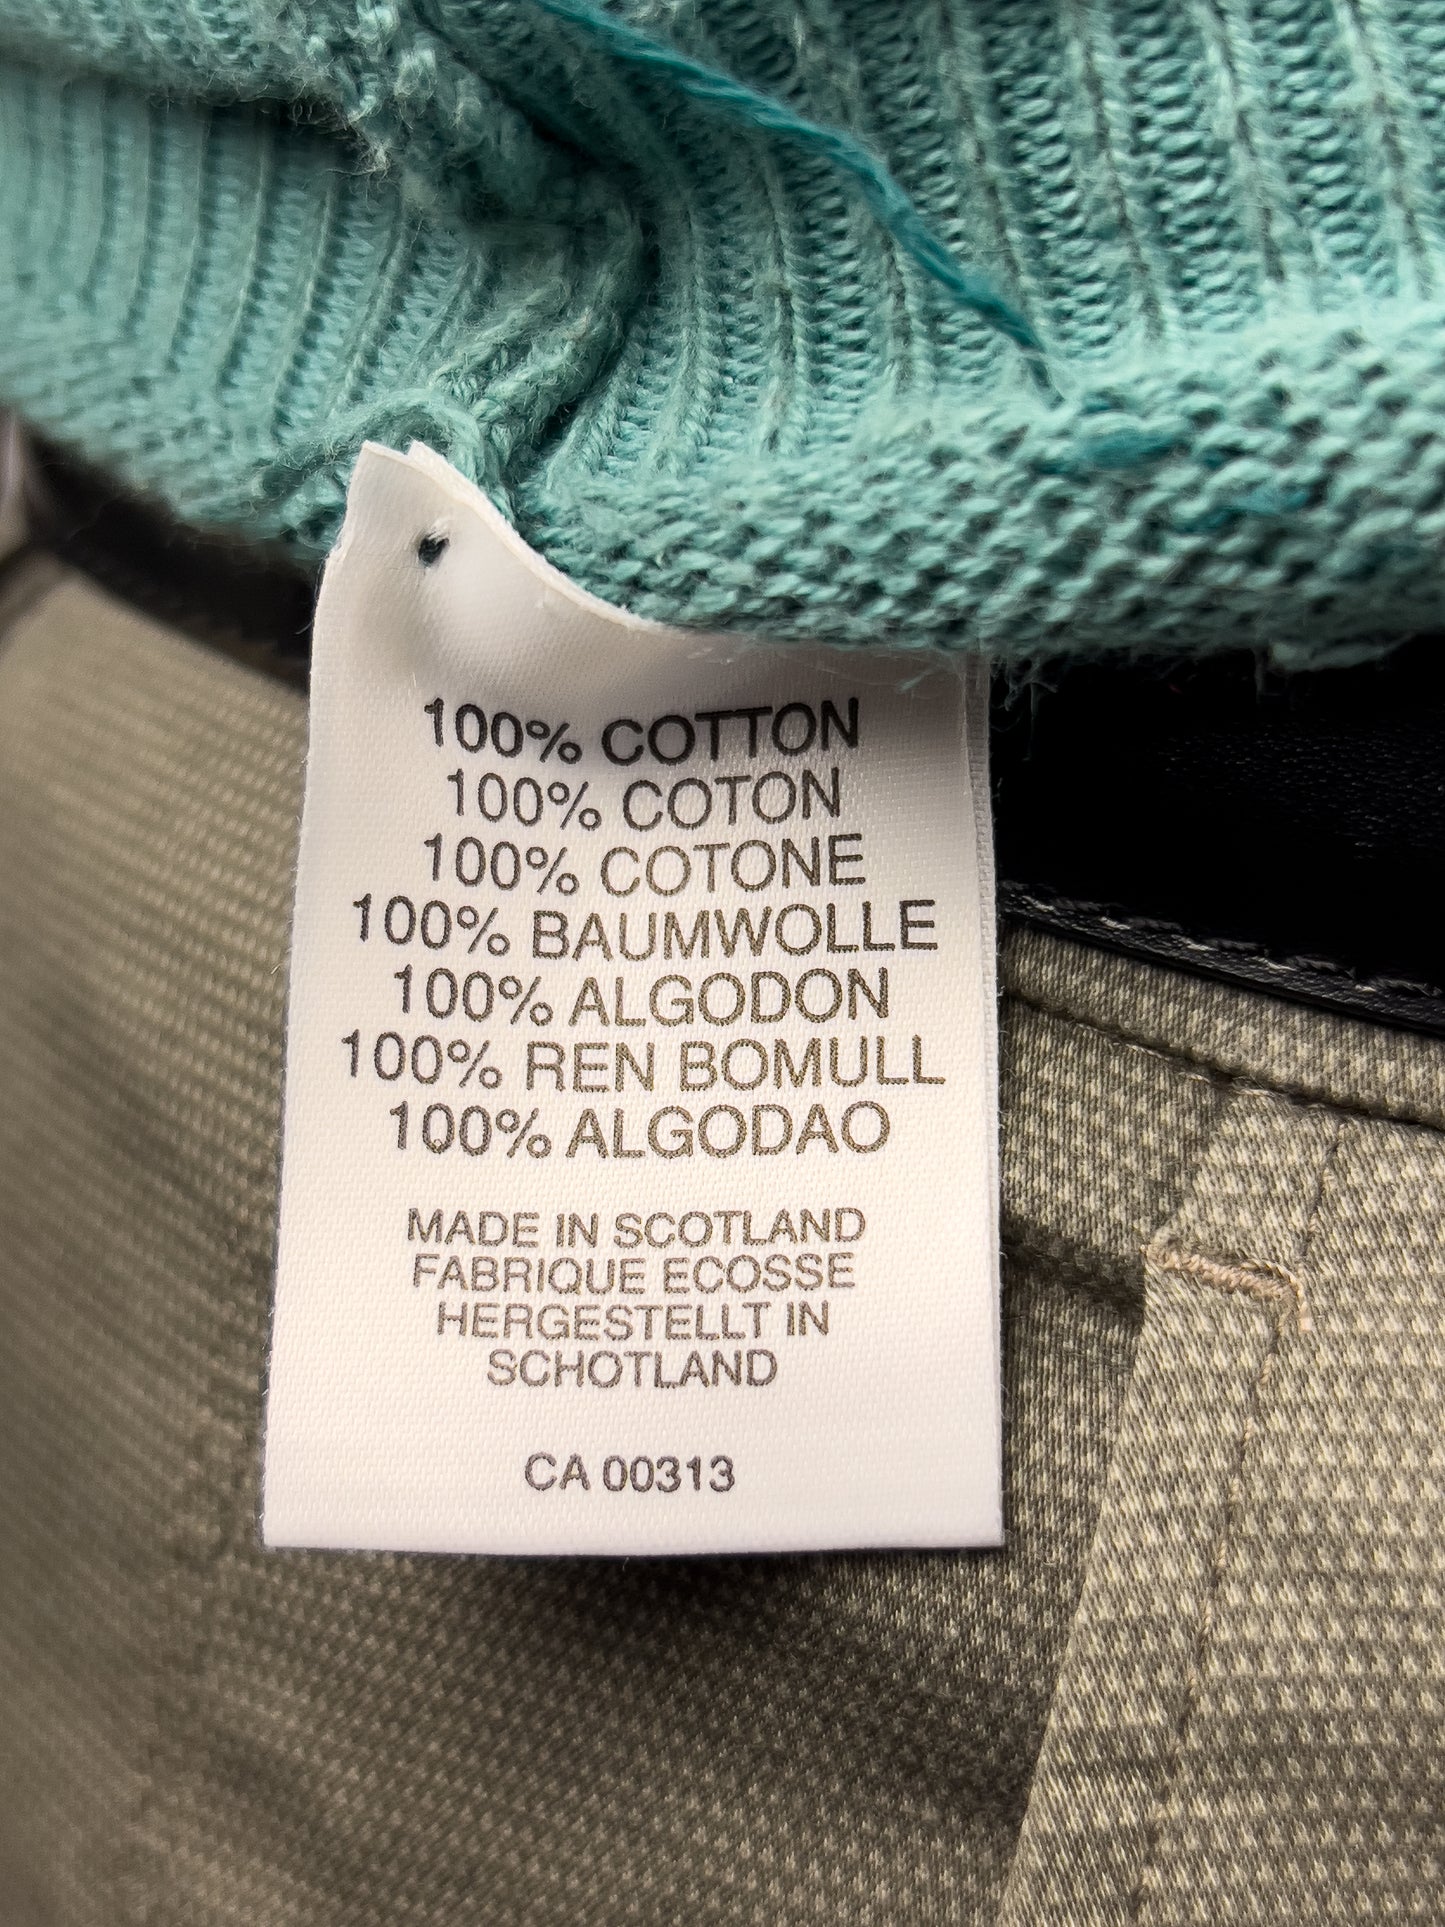 100% COTTON
100% COTON
100% COTONE
100% BAUMWOLLE
100% ALGODON
100% REN BOMULL
100% ALGODAO
MADE IN SCOTLAND
FABRIQUE ECOSSE
HERGESTELLT IN
SCHOTLAND
CA 00313